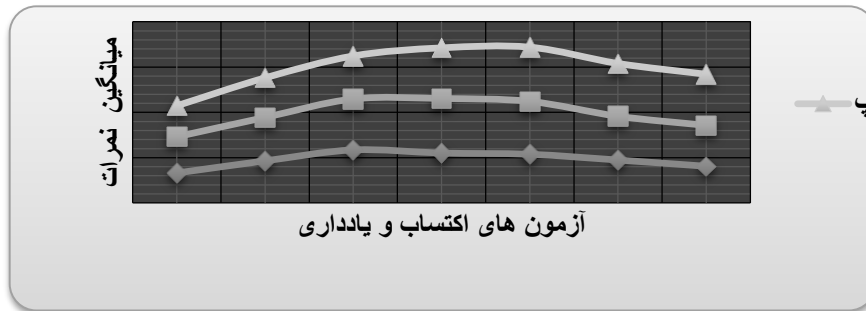 میانگین نمرات
آزمون های اکتساب و یادداری